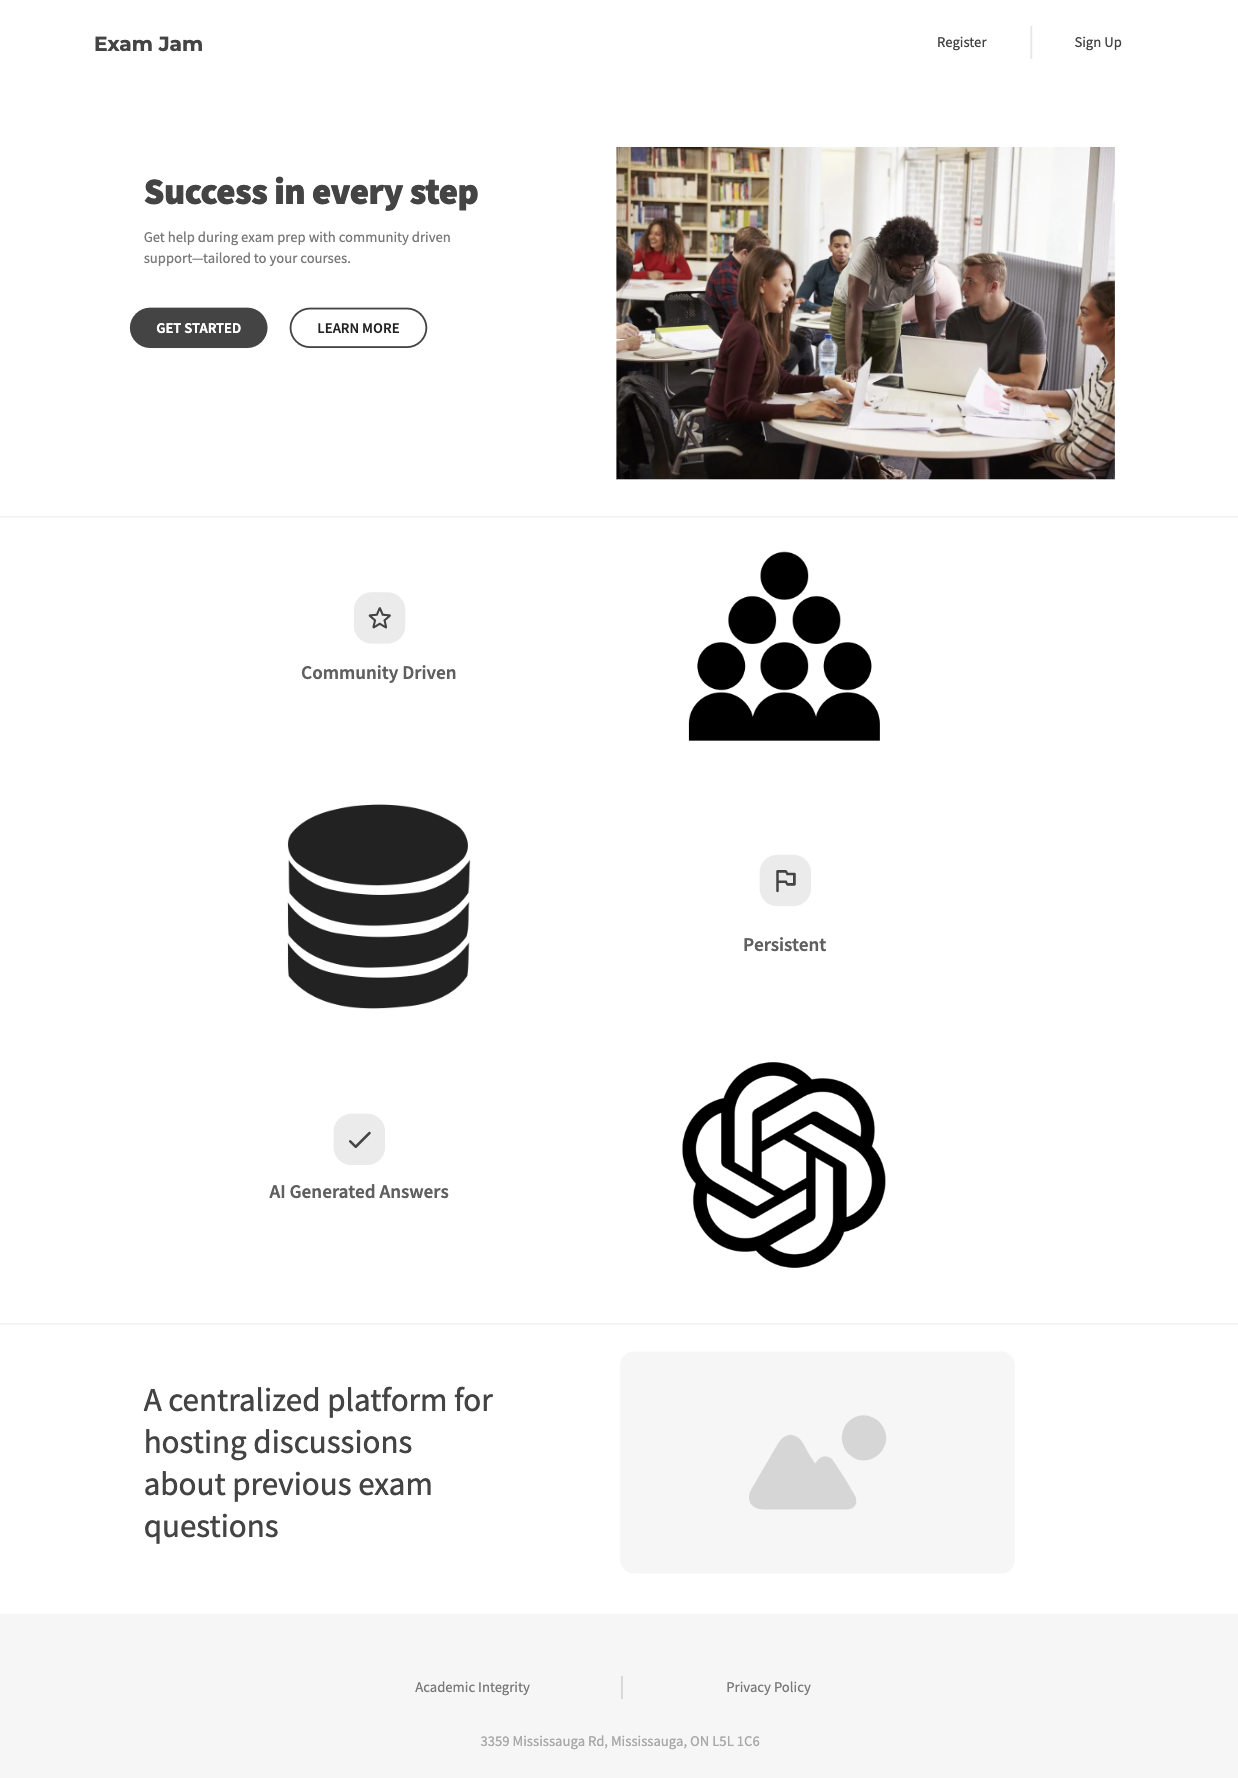 Exam Jam
Register
Sign Up
Success in every step
Get help during exam prep with community driven
support—tailored to your courses.
GET STARTED
LEARN MORE
Community Driven
Persistent
AI Generated Answers
A centralized platform for
hosting discussions
about previous exam
questions
Academic Integrity
Privacy Policy
3359 Mississauga Rd, Mississauga, ON L5L 1C6